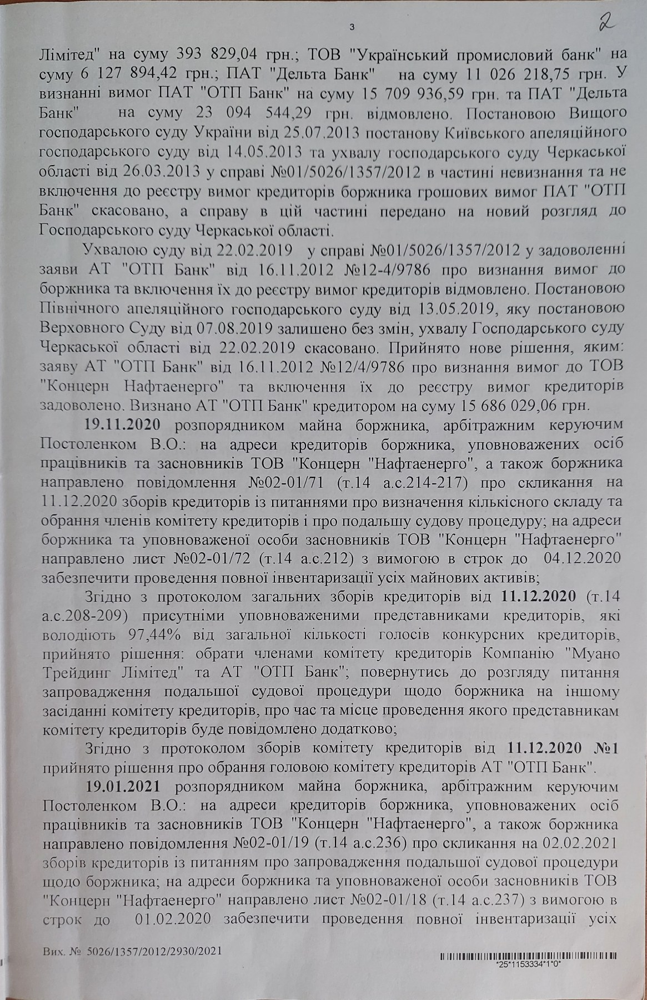 3
2
Лімітед" на суму 393 829,04 грн.; ТОВ "Український промисловий банк" на
суму 6 127 894,42 грн.; ПАТ "Дельта Банк" на суму 11 026 218,75 грн. У
визнанні вимог ПАТ "ОТП Банк" на суму 15 709 936,59 грн. та ПАТ "Дельта
Банк" на суму 23 094 544,29 грн. відмовлено. Постановою Вищого
господарського суду України від 25.07.2013 постанову Київського апеляційного
господарського суду від 14.05.2013 та ухвалу господарського суду Черкаської
області від 26.03.2013 у справі №01/5026/1357/2012 в частині невизнання та не
включення до реєстру вимог кредиторів боржника грошових вимог ПАТ "ОТП
Банк" скасовано, а справу в цій частині передано на новий розгляд до
Господарського суду Черкаської області.
Ухвалою суду від 22.02.2019 у справі №01/5026/1357/2012 у задоволенні
заяви АТ "ОТП Банк" від 16.11.2012 №12-4/9786 про визнання вимог до
боржника та включення їх до реєстру вимог кредиторів відмовлено. Постановою
Північного апеляційного господарського суду від 13.05.2019, яку постановою
Верховного Суду від 07.08.2019 залишено без змін, ухвалу Господарського суду
Черкаської області від 22.02.2019 скасовано. Прийнято нове рішення, яким:
заяву АТ "ОТП Банк" від 16.11.2012 №12/4/9786 про визнання вимог до ТОВ
"Концерн Нафтаенерго" та включення їх до реєстру вимог кредиторів
задоволено. Визнано АТ "ОТП Банк" кредитором на суму 15 686 029,06 грн.
19.11.2020 розпорядником майна боржника, арбітражним керуючим
Постоленком В.О.: на адреси кредиторів боржника, уповноважених осіб
працівників та засновників ТОВ "Концерн "Нафтаенерго", а також боржника
направлено повідомлення №02-01/71 (т.14 а.с.214-217) про скликання на
11.12.2020 зборів кредиторів із питаннями про визначення кількісного складу та
обрання членів комітету кредиторів і про подальшу судову процедуру; на адреси
боржника та уповноваженої особи засновників ТОВ "Концерн "Нафтаенерго"
направлено лист №02-01/72 (т.14 а.с.212) з вимогою в строк до 04.12.2020
забезпечити проведення повної інвентаризації усіх майнових активів;
Згідно з протоколом загальних зборів кредиторів від 11.12.2020 (т.14
а.с.208-209) присутніми уповноваженими представниками кредиторів, які
володіють 97,44% від загальної кількості голосів конкурсних кредиторів,
прийнято рішення: обрати членами комітету кредиторів Компанію "Муано
Трейдинг Лімітед" та АТ "ОТП Банк"; повернутись до розгляду питання
запровадження подальшої судової процедури щодо боржника на іншому
засіданні комітету кредиторів, про час та місце проведення якого представникам
комітету кредиторів буде повідомлено додатково;
Згідно з протоколом зборів комітету кредиторів від 11.12.2020 №1
прийнято рішення про обрання головою комітету кредиторів АТ "ОТП Банк".
19.01.2021 розпорядником майна боржника, арбітражним керуючим
Постоленком В.О.: на адреси кредиторів боржника, уповноважених осіб
працівників та засновників ТОВ "Концерн "Нафтаенерго", а також боржника
направлено повідомлення №02-01/19 (т.14 а.с.236) про скликання на 02.02.2021
зборів кредиторів із питанням про запровадження подальшої судової процедури
щодо боржника; на адреси боржника та уповноваженої особи засновників ТОВ
"Концерн "Нафтаенерго" направлено лист №02-01/18 (т.14 а.с.237) з вимогою в
строк до 01.02.2020 забезпечити проведення повної інвентаризації усіх
Вих. № 5026/1357/2012/2930/2021
*25*1153334*1*0*